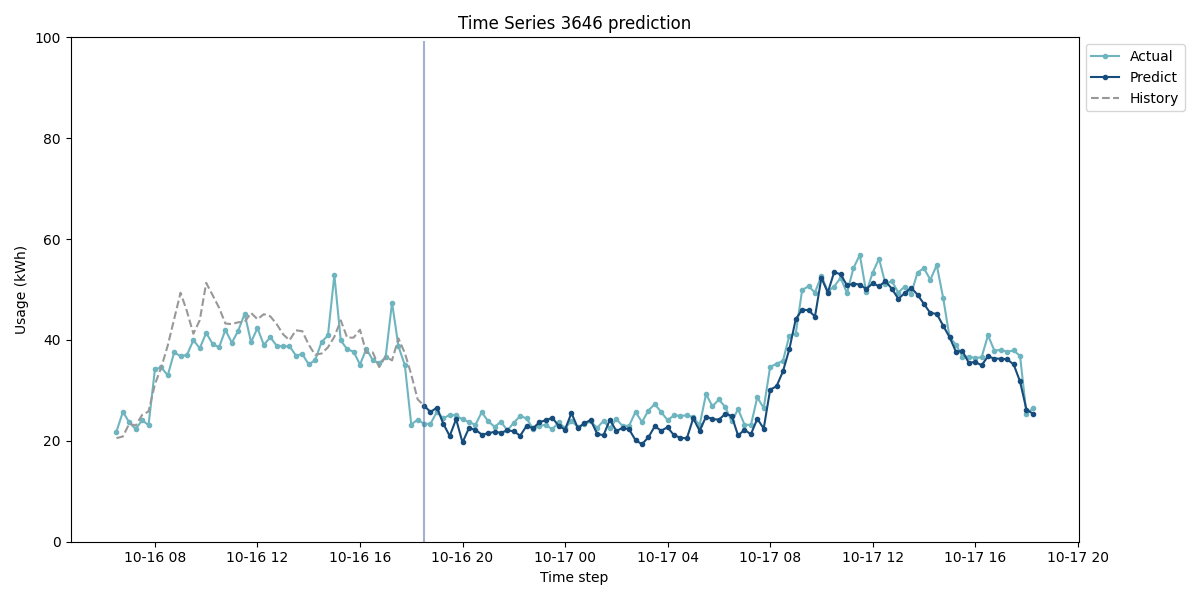 Time Series 3646 prediction
100
80
60
40
20
0
Usage (kWh)
10-16 08
10-16 12
10-16 16
10-16 20
10-17 00
10-17 04
10-17 08
10-17 12
10-17 16
10-17 20
Time step
Actual
Predict
History